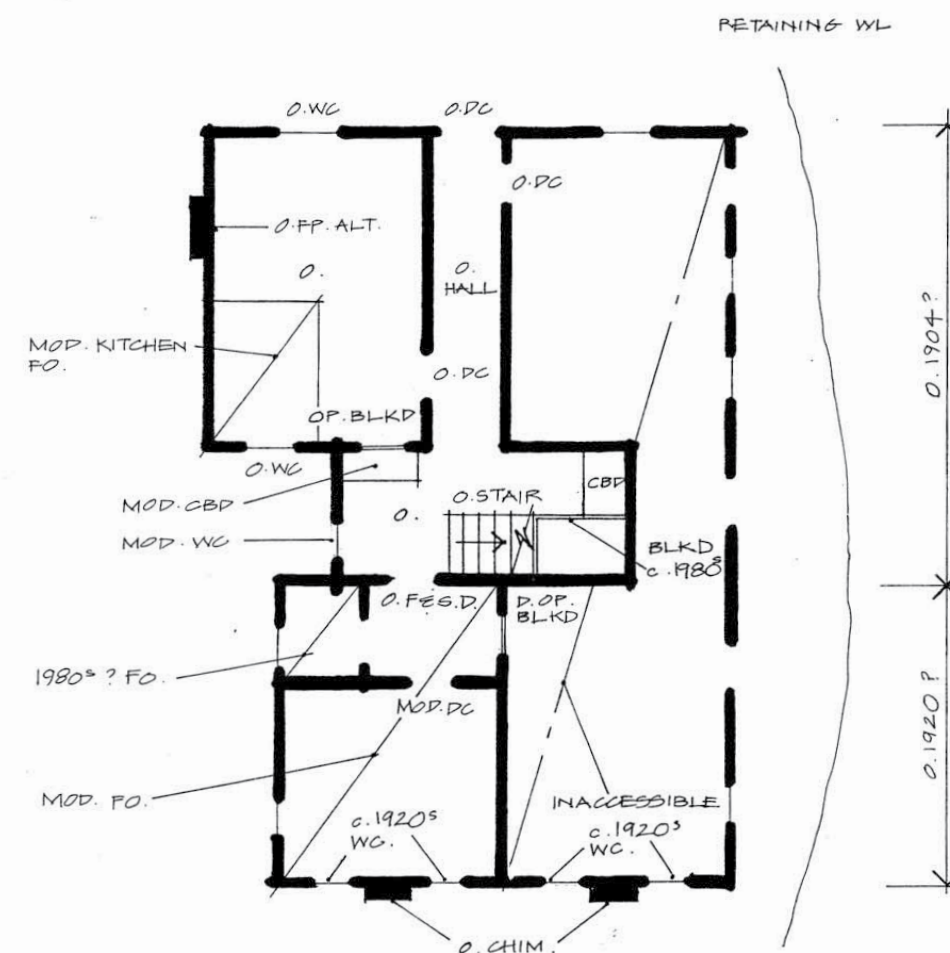 RETAINING WL
O.WC
O.DC
O.DC
O.FP. ALT.
O.
O.
HALL
O.1904?
MOD. KITCHEN
FO.
O.DC
OP. BLKD
O.WC
CBD
MOD. CBD
O.STAIR
O.
MOD. WC
BLKD
c.1980s
O.F&S.D.
D.OP.
BLKD
1980s ? FO.
MOD. DC
O.1920?
MOD. FO.
INACCESSIBLE
c.1920s
WC.
c.1920s
WC.
O.CHIM.